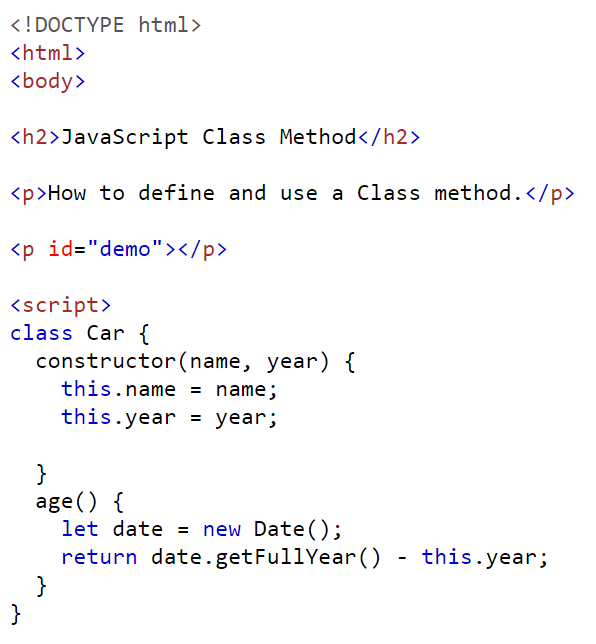 <!DOCTYPE html>
<html>
<body>
<h2>JavaScript Class Method</h2>
<p>How to define and use a Class method.</p>
<p id="demo"></p>
<script>
class Car {
  constructor(name, year) {
    this.name = name;
    this.year = year;
  }
  age() {
    let date = new Date();
    return date.getFullYear() - this.year;
  }
}